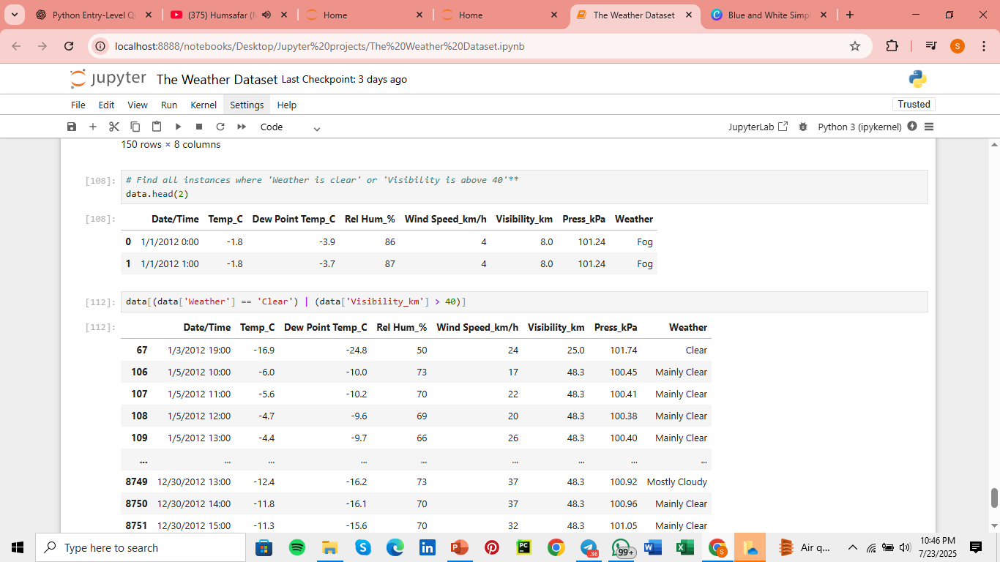 Python Entry-Level Q
(375) Humsafar (
Home
Home
The Weather Dataset
Blue and White Simp
localhost:8888/notebooks/Desktop/Jupyter%20projects/The%20Weather%20Dataset.ipynb
S
jupyter The Weather Dataset Last Checkpoint: 3 days ago
File Edit View Run Kernel Settings Help
Trusted
Code
JupyterLab
Python 3 (ipykernel)
150 rows × 8 columns
[108]: # Find all instances where 'Weather is clear' or 'Visibility is above 40'**
data.head(2)
[108]: Date/Time Temp_C Dew Point Temp_C Rel Hum_% Wind Speed_km/h Visibility_km Press_kPa Weather
0 1/1/2012 0:00 -1.8 -3.9 86 4 8.0 101.24 Fog
1 1/1/2012 1:00 -1.8 -3.7 87 4 8.0 101.24 Fog
[112]: data[(data['Weather'] == 'Clear') | (data['Visibility_km'] > 40)]
[112]: Date/Time Temp_C Dew Point Temp_C Rel Hum_% Wind Speed_km/h Visibility_km Press_kPa Weather
67 1/3/2012 19:00 -16.9 -24.8 50 24 25.0 101.74 Clear
106 1/5/2012 10:00 -6.0 -10.0 73 17 48.3 100.45 Mainly Clear
107 1/5/2012 11:00 -5.6 -10.2 70 22 48.3 100.41 Mainly Clear
108 1/5/2012 12:00 -4.7 -9.6 69 20 48.3 100.38 Mainly Clear
109 1/5/2012 13:00 -4.4 -9.7 66 26 48.3 100.40 Mainly Clear
... ... ... ... ... ... ... ... ...
8749 12/30/2012 13:00 -12.4 -16.2 73 37 48.3 100.92 Mostly Cloudy
8750 12/30/2012 14:00 -11.8 -16.1 70 37 48.3 100.96 Mainly Clear
8751 12/30/2012 15:00 -11.3 -15.6 70 32 48.3 101.05 Mainly Clear
Type here to search
99+
Air q...
10:46 PM
7/23/2025